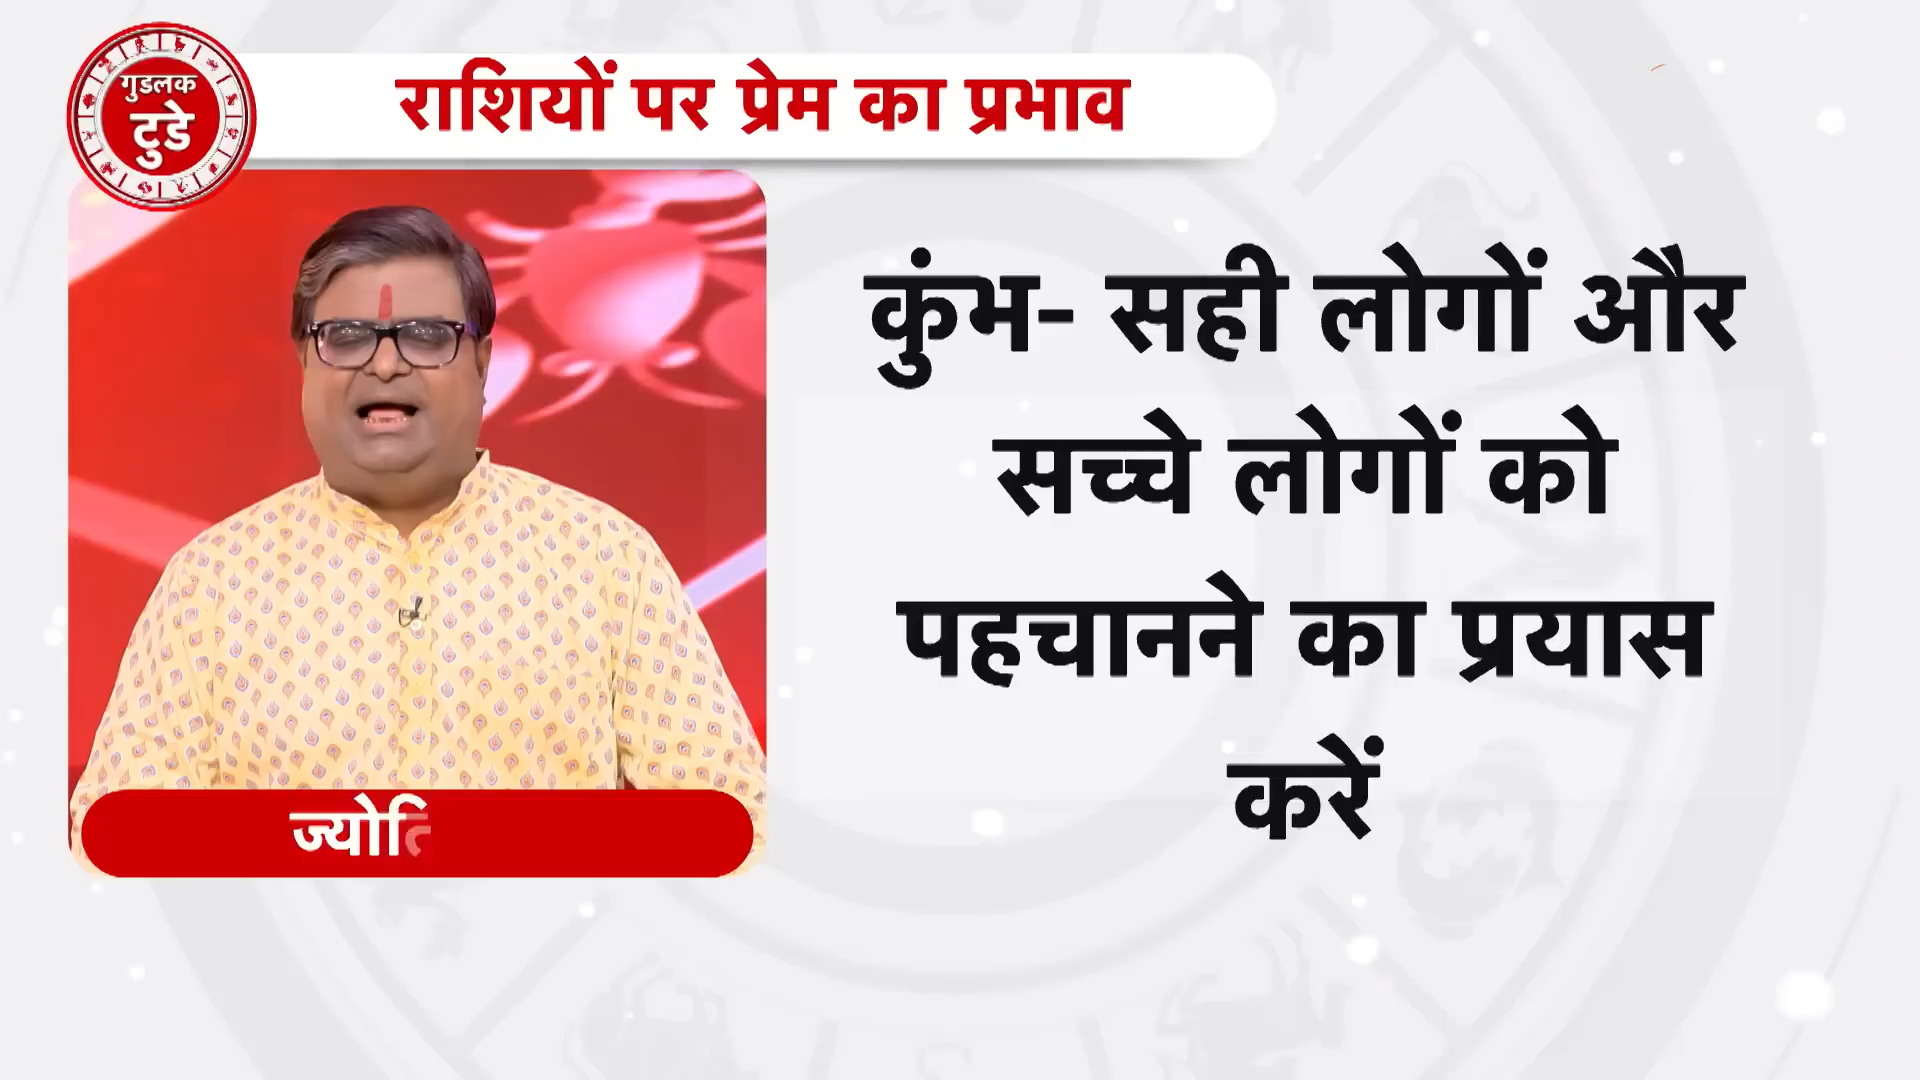 गुडलक
टुडे
राशियों पर प्रेम का प्रभाव
कुंभ- सही लोगों और
सच्चे लोगों को
पहचानने का प्रयास
करें
ज्योति